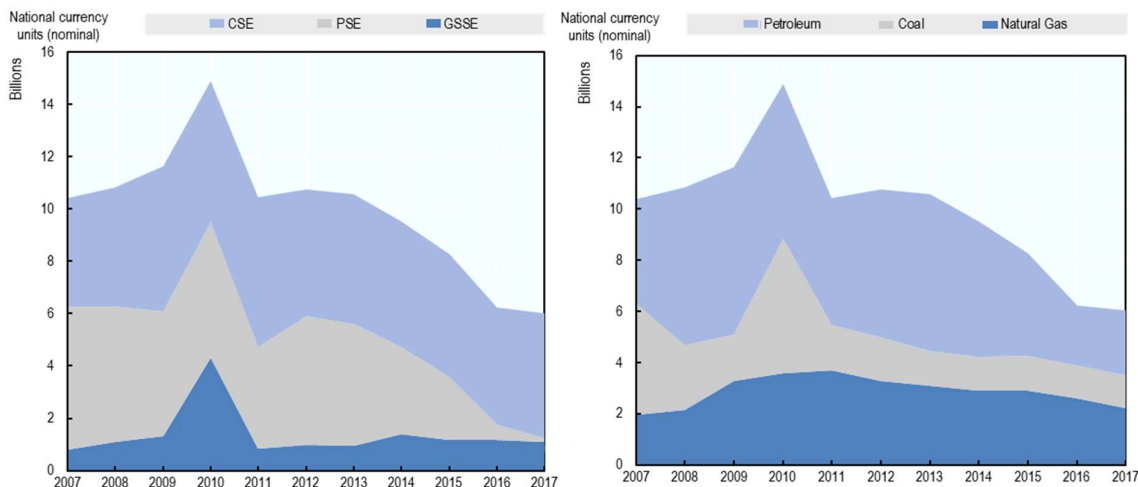 National currency
units (nominal)
CSE PSE GSSE
Billions
16
14
12
10
8
6
4
2
0
2007 2008 2009 2010 2011 2012 2013 2014 2015 2016 2017
National currency
units (nominal)
Petroleum Coal Natural Gas
Billions
16
14
12
10
8
6
4
2
0
2007 2008 2009 2010 2011 2012 2013 2014 2015 2016 2017